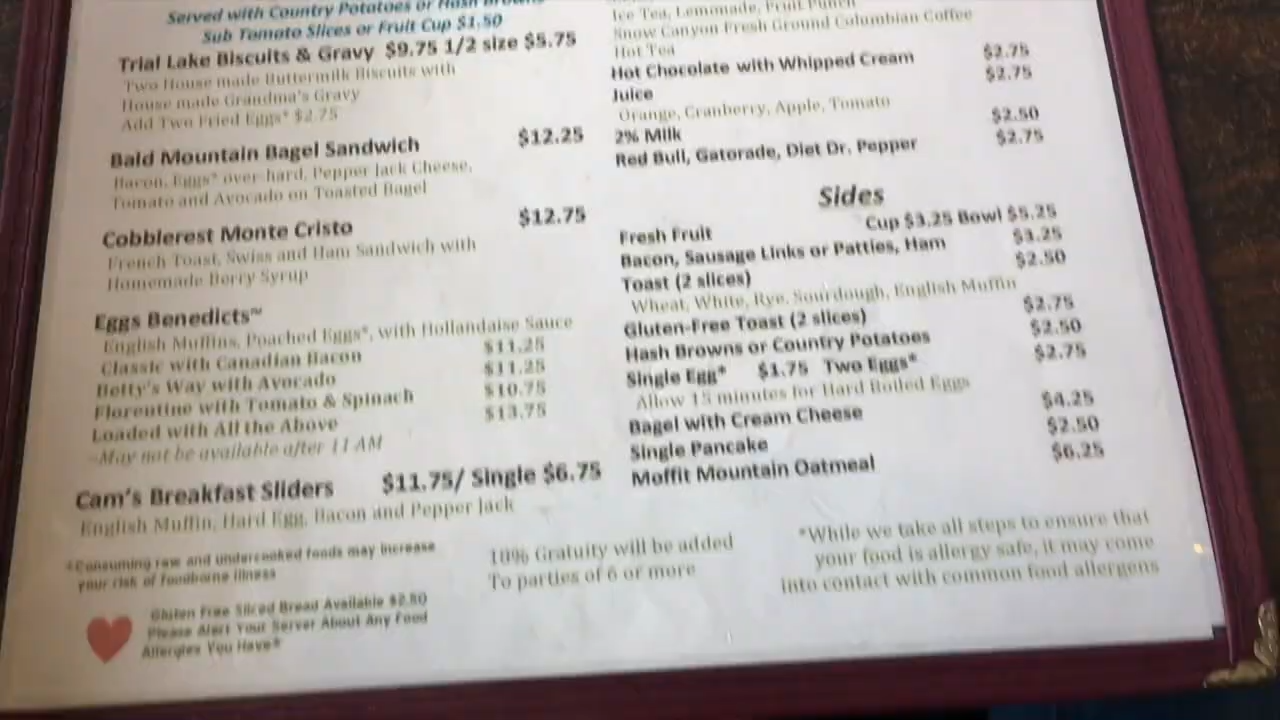 Served with Country Potatoes or Hash Browns
Sub Tomato Slices or Fruit Cup $1.50
Trial Lake Biscuits & Gravy $9.75 1/2 size $5.75
Two House made Buttermilk Biscuits with
House made Grandma's Gravy
Add Two Fried Eggs* $2.75
Bald Mountain Bagel Sandwich $12.25
Bacon, Eggs* over-hard, Pepper Jack Cheese,
Tomato and Avocado on Toasted Bagel
Cobblerest Monte Cristo $12.75
French Toast, Swiss and Ham Sandwich with
Homemade Berry Syrup
Eggs Benedicts~
English Muffins, Poached Eggs*, with Hollandaise Sauce
Classic with Canadian Bacon $11.25
Betty's Way with Avocado $11.25
Florentine with Tomato & Spinach $10.75
Loaded with All the Above $13.75
~May not be available after 11 AM
Cam's Breakfast Sliders $11.75/ Single $6.75
English Muffin, Hard Egg, Bacon and Pepper Jack
*Consuming raw and undercooked foods may increase
your risk of foodborne illness
Gluten Free Sliced Bread Available $2.50
Please Alert Your Server About Any Food
Allergies You Have*
18% Gratuity will be added
To parties of 6 or more
Ice Tea, Lemonade, Fruit Punch
Snow Canyon Fresh Ground Columbian Coffee
Hot Tea
Hot Chocolate with Whipped Cream $2.75
Juice $2.75
Orange, Cranberry, Apple, Tomato
2% Milk $2.50
Red Bull, Gatorade, Diet Dr. Pepper $2.75
Sides
Fresh Fruit Cup $3.25 Bowl $5.25
Bacon, Sausage Links or Patties, Ham $3.25
Toast (2 slices) $2.50
Wheat, White, Rye, Sourdough, English Muffin
Gluten-Free Toast (2 slices) $2.75
Hash Browns or Country Potatoes $2.50
Single Egg* $1.75 Two Eggs* $2.75
Allow 15 minutes for Hard Boiled Eggs
Bagel with Cream Cheese $4.25
Single Pancake $2.50
Moffit Mountain Oatmeal $6.25
*While we take all steps to ensure that
your food is allergy safe, it may come
into contact with common food allergens